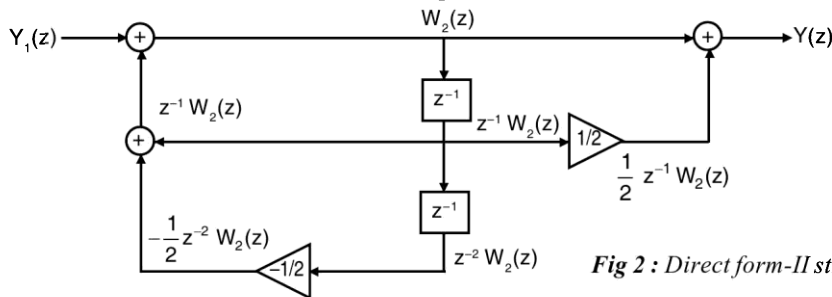 W₂(z)
Y₁(z)
+
+
Y(z)
z⁻¹
z⁻¹ W₂(z)
z⁻¹ W₂(z)
+
1/2
1/2 z⁻¹ W₂(z)
z⁻¹
-1/2 z⁻² W₂(z)
z⁻² W₂(z)
-1/2
Fig 2 : Direct form-II st